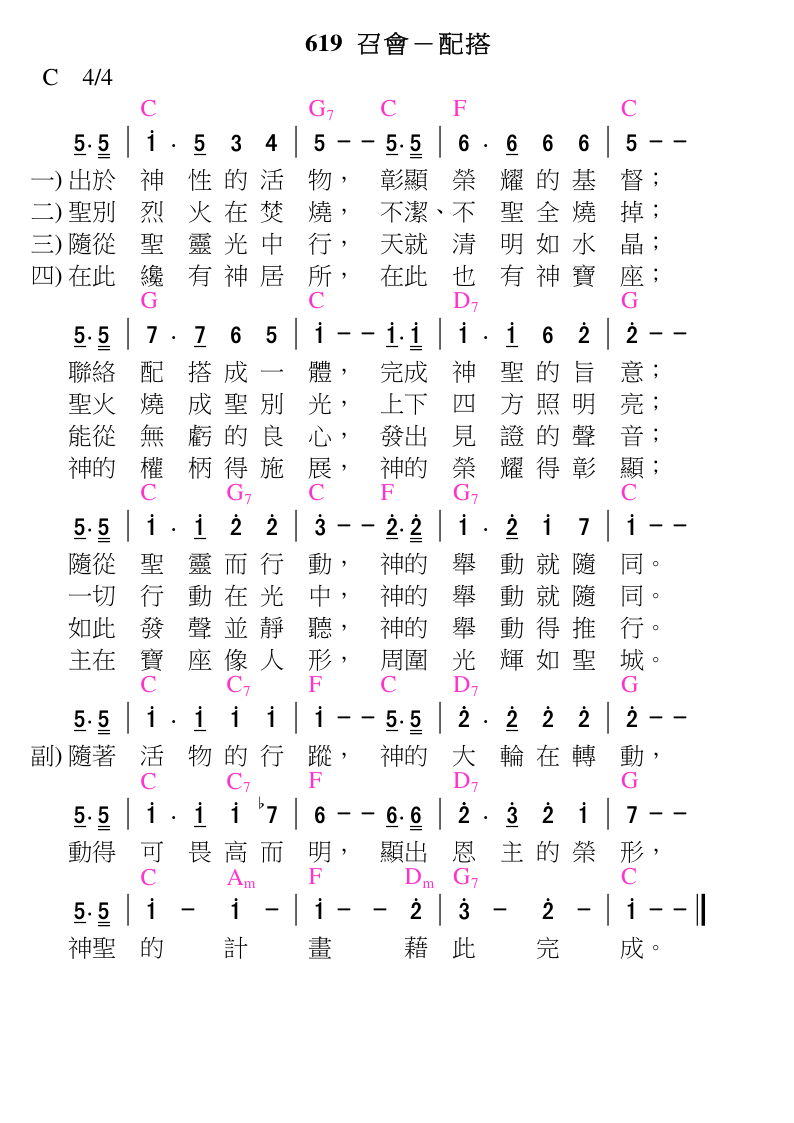 619 召會－配搭
C 4/4
C G7 C F C
5·5 | 1 · 5 3 4 | 5 - - 5·5 | 6 · 6 6 6 | 5 - -
一) 出於 神 性 的 活 物， 彰顯 榮 耀 的 基 督；
二) 聖別 烈 火 在 焚 燒， 不潔、不 聖 全 燒 掉；
三) 隨從 聖 靈 光 中 行， 天就 清 明 如 水 晶；
四) 在此 纔 有 神 居 所， 在此 也 有 神 寶 座；
G C D7 G
5·5 | 7 · 7 6 5 | 1 - - 1·1 | 1 · 1 6 2 | 2 - -
聯絡 配 搭 成 一 體， 完成 神 聖 的 旨 意；
聖火 燒 成 聖 別 光， 上下 四 方 照 明 亮；
能從 無 虧 的 良 心， 發出 見 證 的 聲 音；
神的 權 柄 得 施 展， 神的 榮 耀 得 彰 顯；
C G7 C F G7 C
5·5 | 1 · 1 2 2 | 3 - - 2·2 | 1 · 2 1 7 | 1 - -
隨從 聖 靈 而 行 動， 神的 舉 動 就 隨 同。
一切 行 動 在 光 中， 神的 舉 動 就 隨 同。
如此 發 聲 並 靜 聽， 神的 舉 動 得 推 行。
主在 寶 座 像 人 形， 周圍 光 輝 如 聖 城。
C C7 F C D7 G
5·5 | 1 · 1 1 1 | 1 - - 5·5 | 2 · 2 2 2 | 2 - -
副) 隨著 活 物 的 行 蹤， 神的 大 輪 在 轉 動，
C C7 F D7 G
5·5 | 1 · 1 1 ♭7 | 6 - - 6·6 | 2 · 3 2 1 | 7 - -
動得 可 畏 高 而 明， 顯出 恩 主 的 榮 形，
C Am F Dm G7 C
5·5 | 1 - 1 - | 1 - - 2 | 3 - 2 - | 1 - - ‖
神聖 的 計 畫 藉 此 完 成。